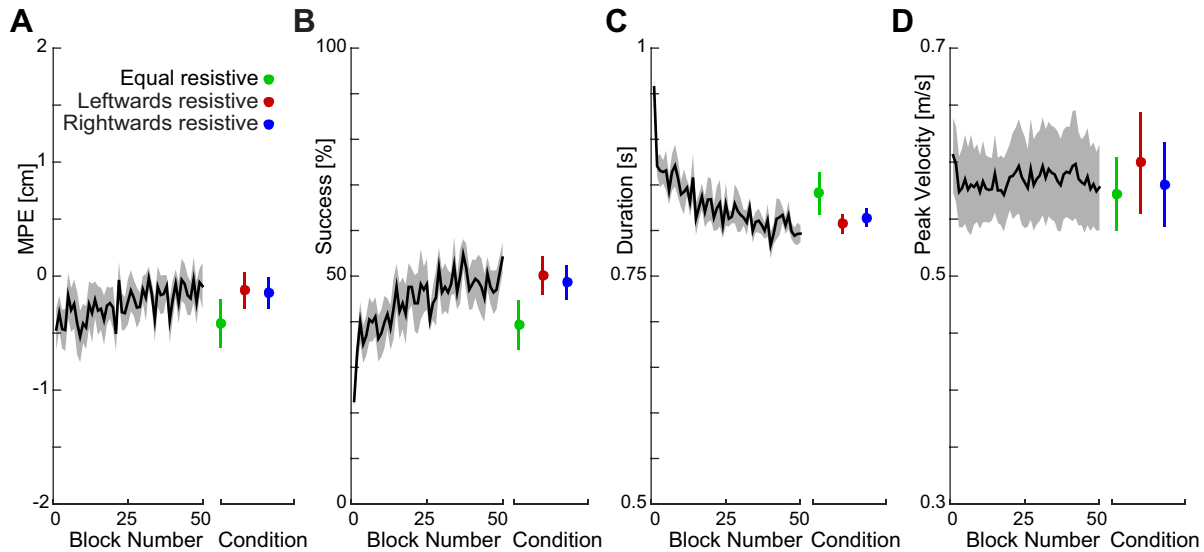 A
B
C
D
2
1
0
-1
-2
MPE [cm]
Equal resistive
Leftwards resistive
Rightwards resistive
0
25
50
Block Number
Condition
100
50
0
Success [%]
0
25
50
Block Number
Condition
1
0.75
0.5
Duration [s]
0
25
50
Block Number
Condition
0.7
0.5
0.3
Peak Velocity [m/s]
0
25
50
Block Number
Condition